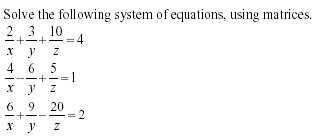 Solve the following system of equations, using matrices.
2/x + 3/y + 10/z = 4
4/x - 6/y + 5/z = 1
6/x + 9/y - 20/z = 2